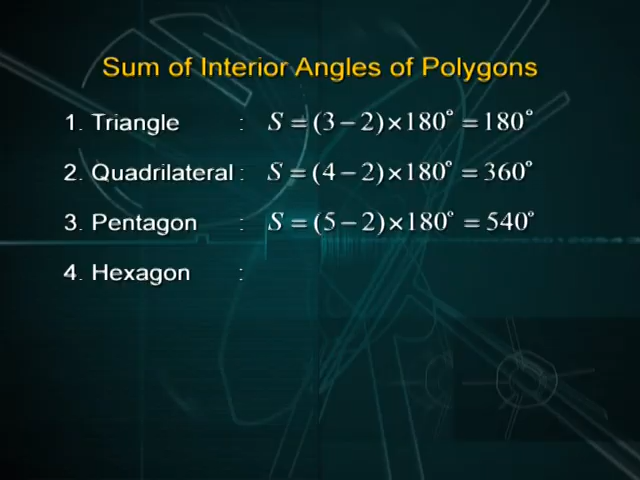 Sum of Interior Angles of Polygons
1. Triangle : S = (3 − 2) × 180° = 180°
2. Quadrilateral : S = (4 − 2) × 180° = 360°
3. Pentagon : S = (5 − 2) × 180° = 540°
4. Hexagon :